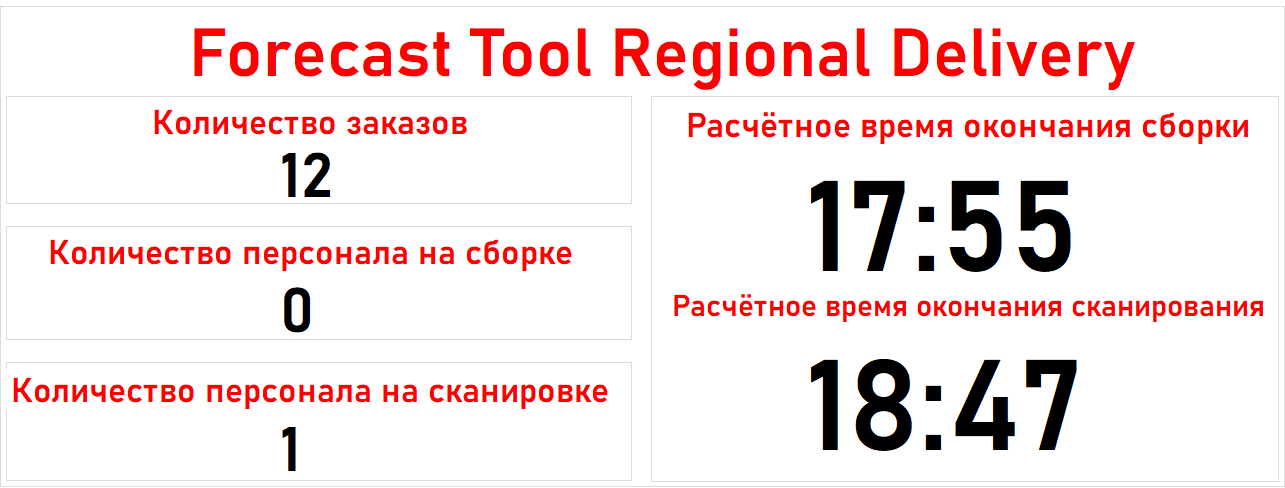 Forecast Tool Regional Delivery
Количество заказов
12
Количество персонала на сборке
0
Количество персонала на сканировке
1
Расчётное время окончания сборки
17:55
Расчётное время окончания сканирования
18:47